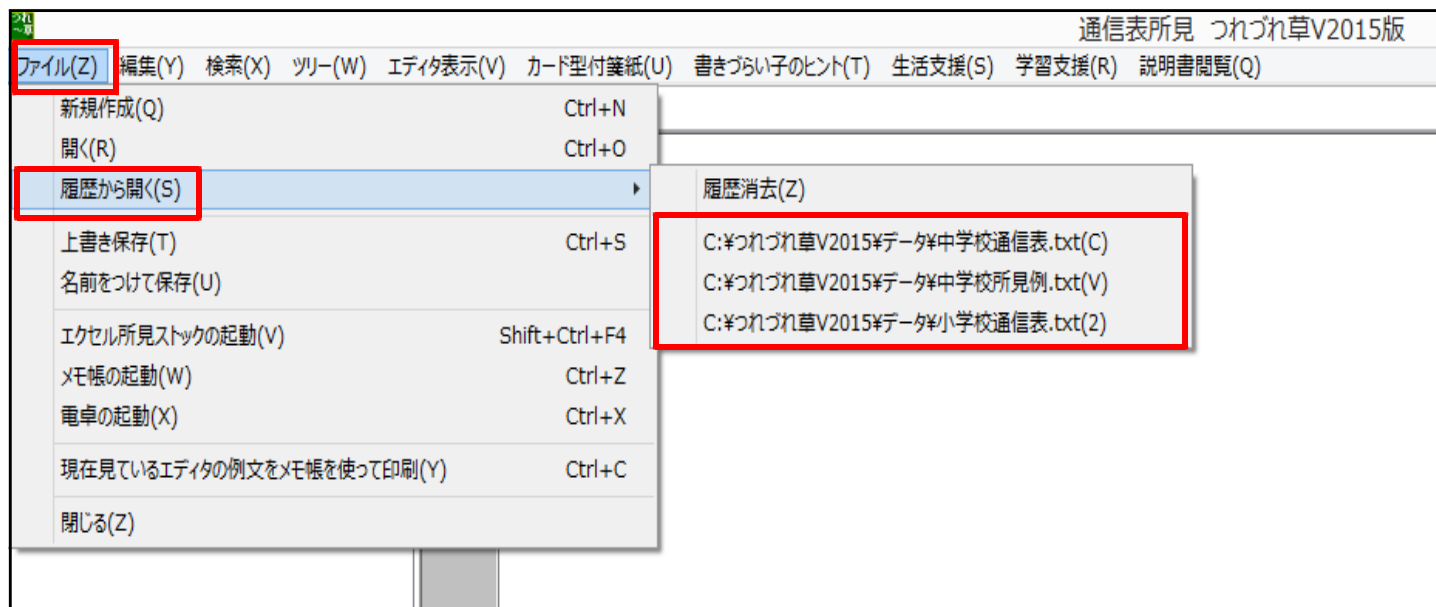 つれ
~草
通信表所見 つれづれ草V2015版
ファイル(Z) 編集(Y) 検索(X) ツリー(W) エディタ表示(V) カード型付箋紙(U) 書きづらい子のヒント(T) 生活支援(S) 学習支援(R) 説明書閲覧(Q)
新規作成(Q) Ctrl+N
開く(R) Ctrl+O
履歴から開く(S)
履歴消去(Z)
上書き保存(T) Ctrl+S
C:¥つれづれ草V2015¥データ¥中学校通信表.txt(C)
名前をつけて保存(U)
C:¥つれづれ草V2015¥データ¥中学校所見例.txt(V)
C:¥つれづれ草V2015¥データ¥小学校通信表.txt(2)
エクセル所見ストックの起動(V) Shift+Ctrl+F4
メモ帳の起動(W) Ctrl+Z
電卓の起動(X) Ctrl+X
現在見ているエディタの例文をメモ帳を使って印刷(Y) Ctrl+C
閉じる(Z)